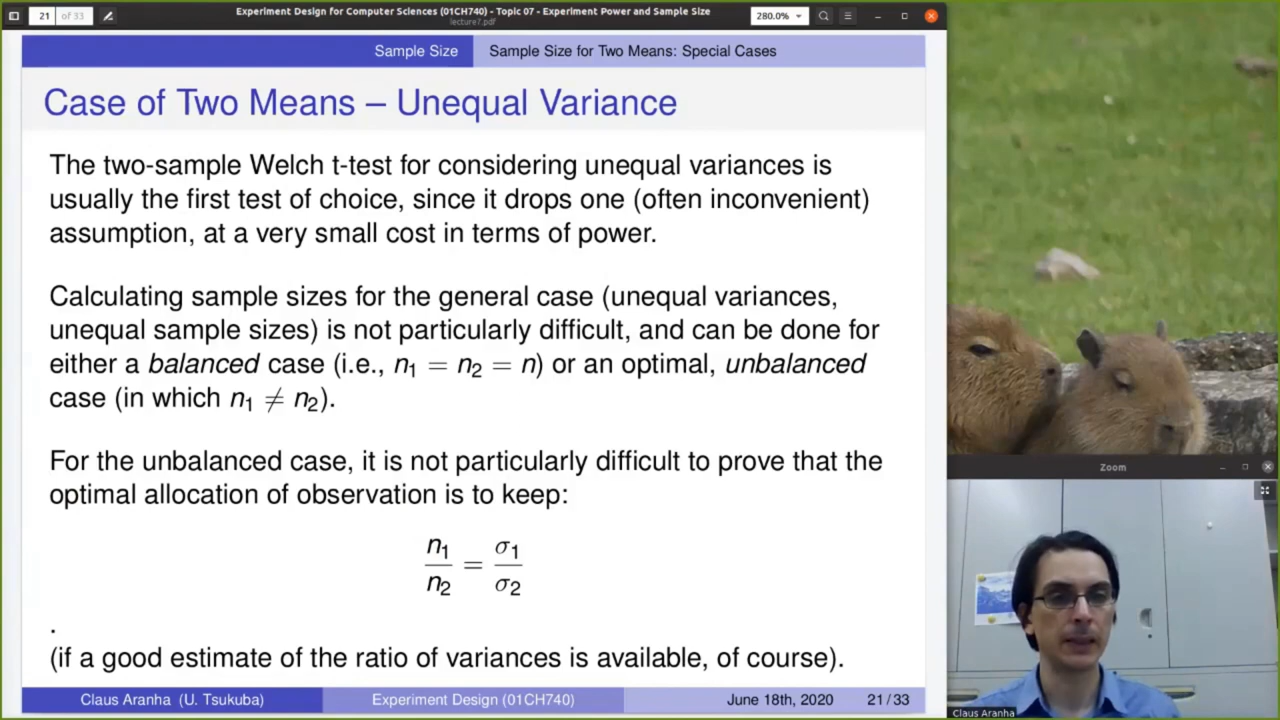 21 of 33
Experiment Design for Computer Sciences (01CH740) - Topic 07 - Experiment Power and Sample Size
lecture7.pdf
280.0%
Sample Size Sample Size for Two Means: Special Cases
Case of Two Means – Unequal Variance
The two-sample Welch t-test for considering unequal variances is
usually the first test of choice, since it drops one (often inconvenient)
assumption, at a very small cost in terms of power.
Calculating sample sizes for the general case (unequal variances,
unequal sample sizes) is not particularly difficult, and can be done for
either a balanced case (i.e., n₁ = n₂ = n) or an optimal, unbalanced
case (in which n₁ ≠ n₂).
For the unbalanced case, it is not particularly difficult to prove that the
optimal allocation of observation is to keep:
n₁/n₂ = σ₁/σ₂
.
(if a good estimate of the ratio of variances is available, of course).
Claus Aranha (U. Tsukuba) Experiment Design (01CH740) June 18th, 2020 21 / 33
Zoom
Claus Aranha